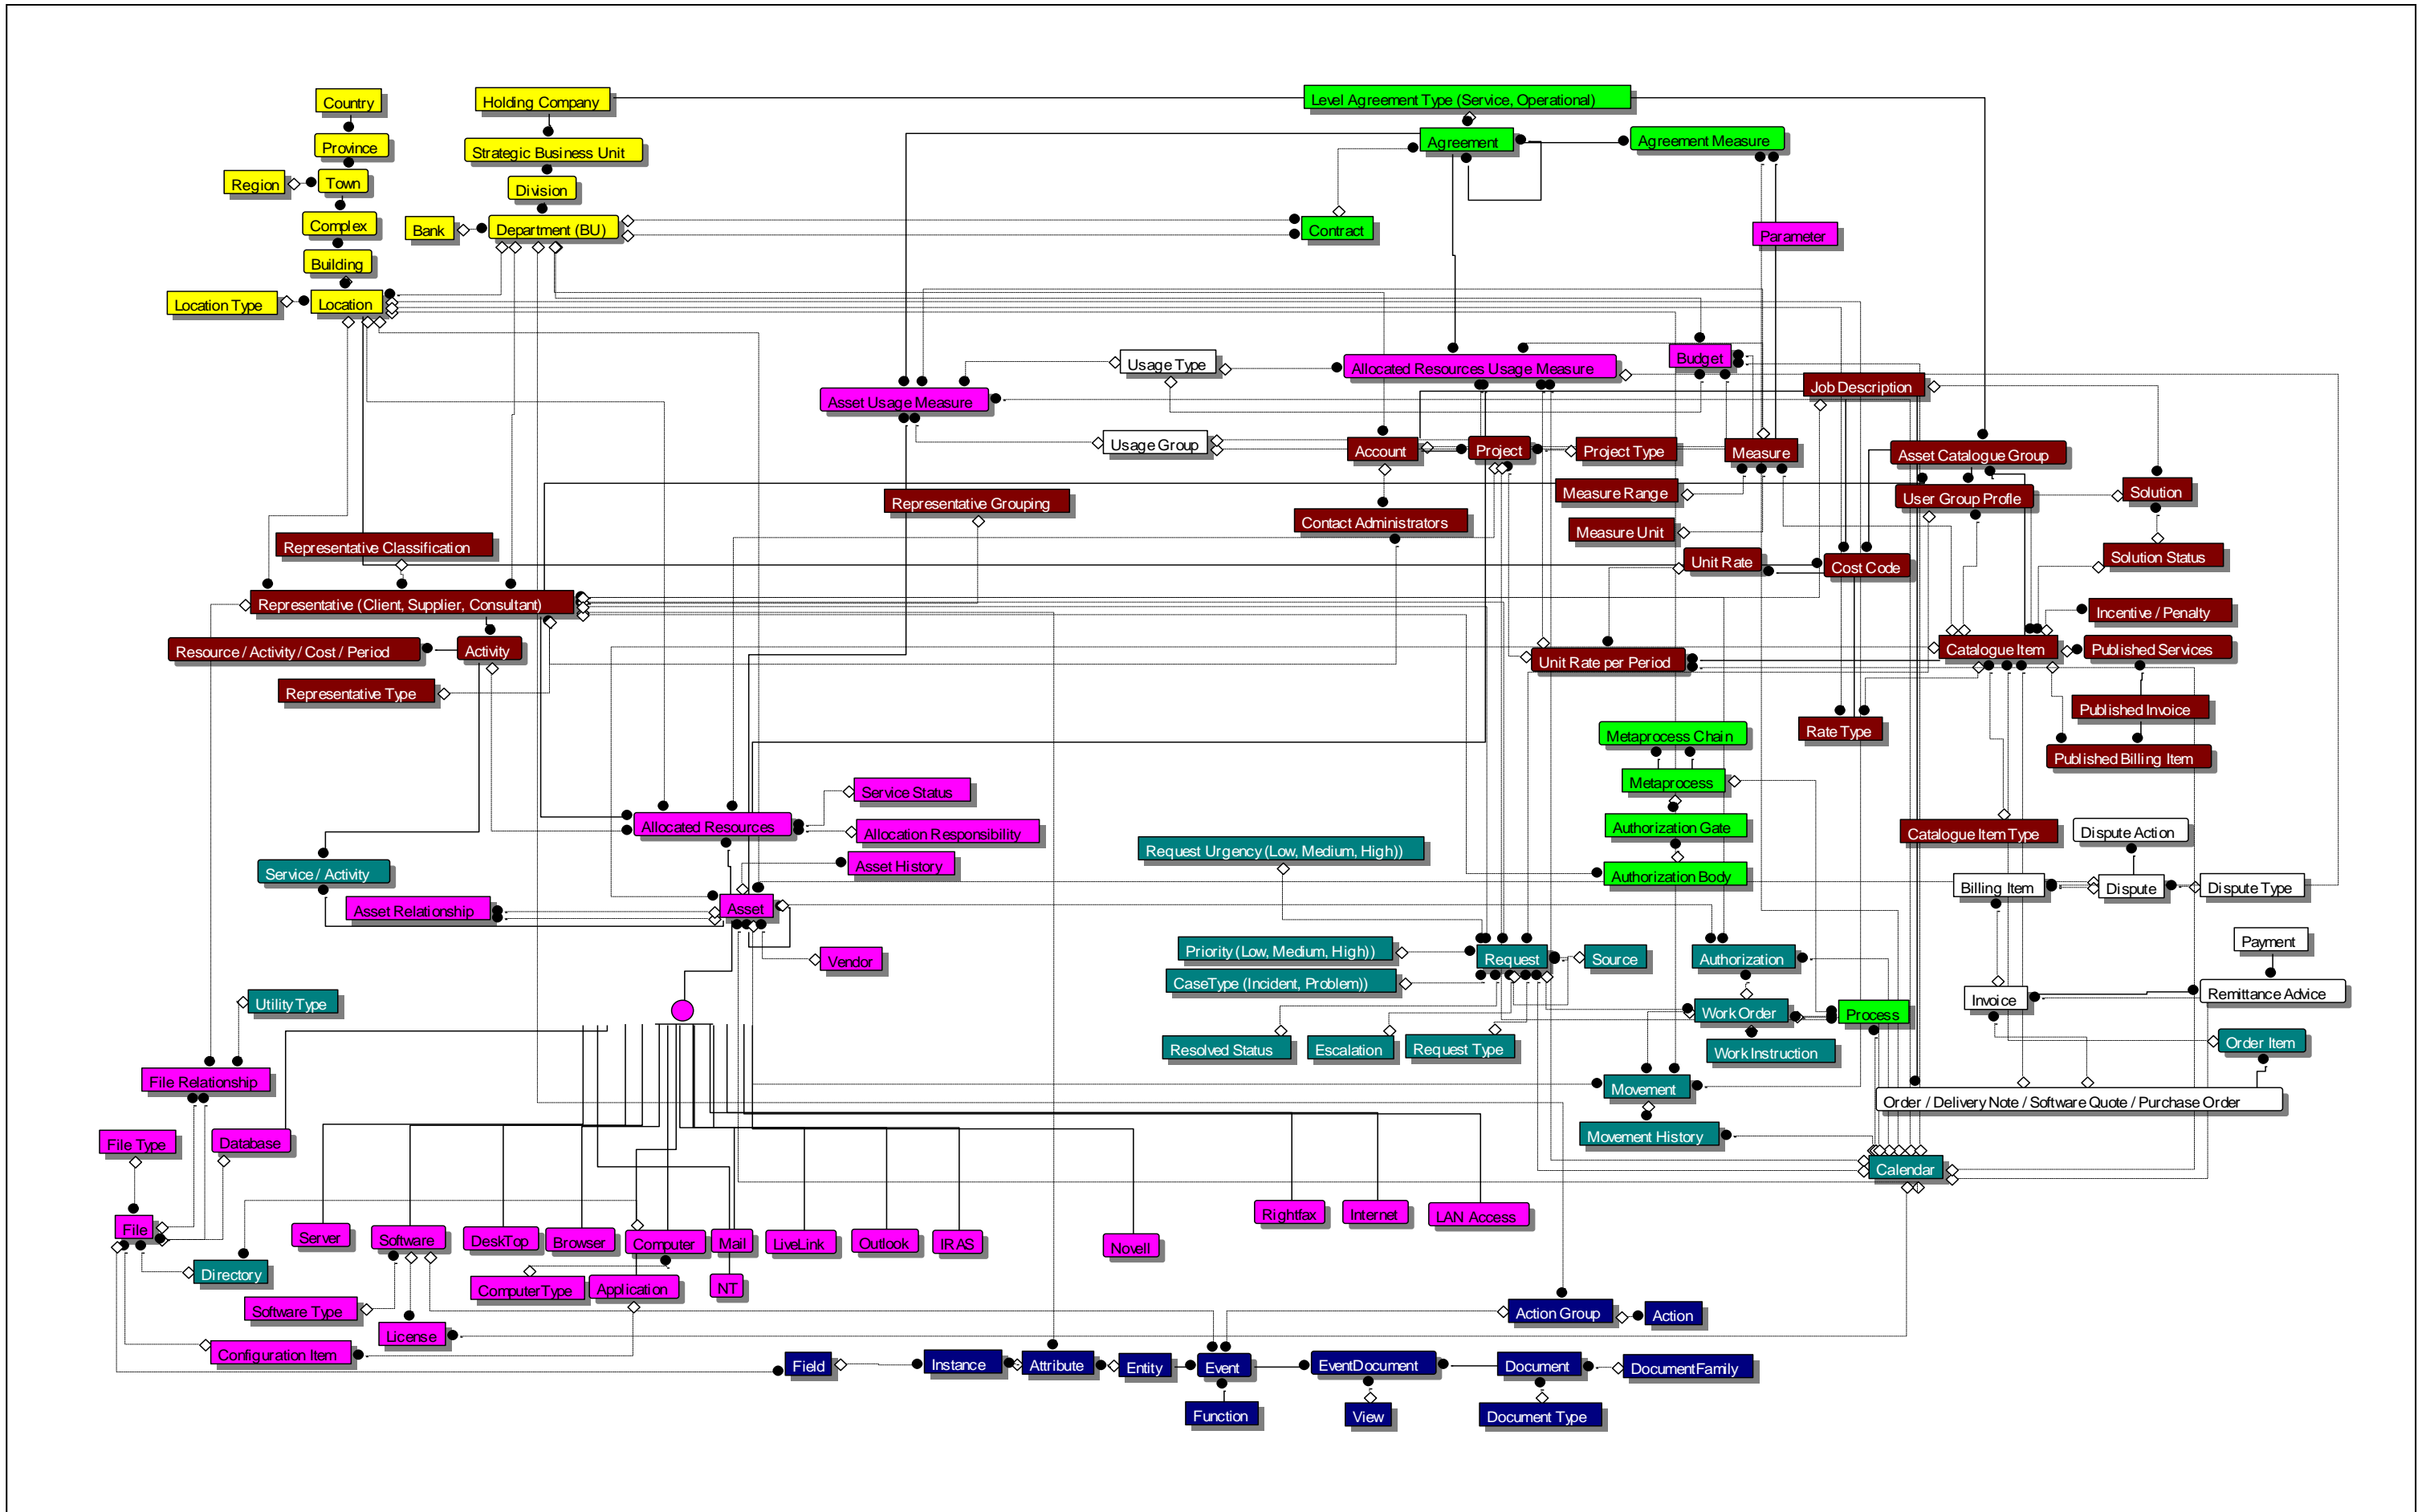 Country
Holding Company
Level Agreement Type (Service, Operational)
Province
Strategic Business Unit
Agreement
Agreement Measure
Region
Town
Division
Complex
Bank
Department (BU)
Contract
Parameter
Building
Location Type
Location
Usage Type
Allocated Resources Usage Measure
Budget
Job Description
Asset Usage Measure
Usage Group
Account
Project
Project Type
Measure
Asset Catalogue Group
Representative Grouping
Measure Range
User Group Profle
Solution
Contact Administrators
Measure Unit
Representative Classification
Unit Rate
Cost Code
Solution Status
Representative (Client, Supplier, Consultant)
Incentive / Penalty
Resource / Activity / Cost / Period
Activity
Unit Rate per Period
Catalogue Item
Published Services
Representative Type
Published Invoice
Metaprocess Chain
Rate Type
Published Billing Item
Metaprocess
Service Status
Allocated Resources
Allocation Responsibility
Authorization Gate
Catalogue Item Type
Dispute Action
Request Urgency (Low, Medium, High))
Asset History
Service / Activity
Authorization Body
Billing Item
Dispute
Dispute Type
Asset Relationship
Asset
Payment
Priority (Low, Medium, High))
Request
Source
Authorization
Vendor
CaseType (Incident, Problem))
Utility Type
Invoice
Remittance Advice
Work Order
Process
Resolved Status
Escalation
Request Type
Work Instruction
Order Item
File Relationship
Movement
Order / Delivery Note / Software Quote / Purchase Order
File Type
Database
Movement History
Calendar
File
Server
Software
DeskTop
Browser
Computer
Mail
LiveLink
Outlook
IRAS
Novell
Rightfax
Internet
LAN Access
Directory
ComputerType
Application
NT
Software Type
License
Action Group
Action
Configuration Item
Field
Instance
Attribute
Entity
Event
EventDocument
Document
DocumentFamily
Function
View
Document Type